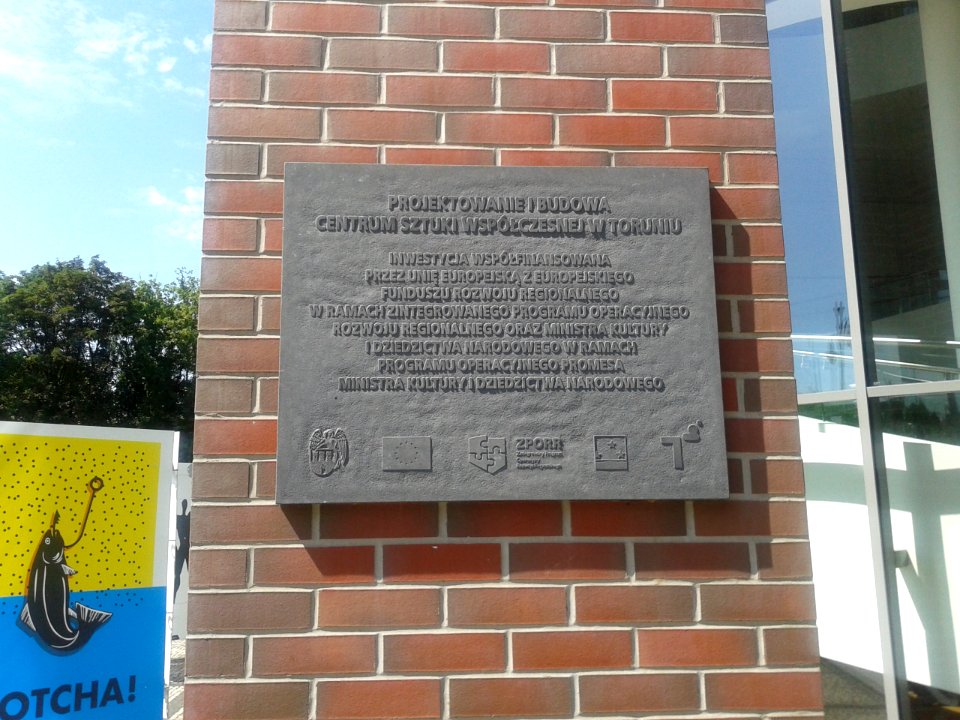 PROJEKTOWANIE I BUDOWA
CENTRUM SZTUKI WSPÓŁCZESNEJ W TORUNIU
INWESTYCJA WSPÓŁFINANSOWANA
PRZEZ UNIĘ EUROPEJSKĄ Z EUROPEJSKIEGO
FUNDUSZU ROZWOJU REGIONALNEGO
W RAMACH ZINTEGROWANEGO PROGRAMU OPERACYJNEGO
ROZWOJU REGIONALNEGO ORAZ MINISTRA KULTURY
I DZIEDZICTWA NARODOWEGO W RAMACH
PROGRAMU OPERACYJNEGO PROMESA
MINISTRA KULTURY I DZIEDZICTWA NARODOWEGO
ZPORR
OTCHA!